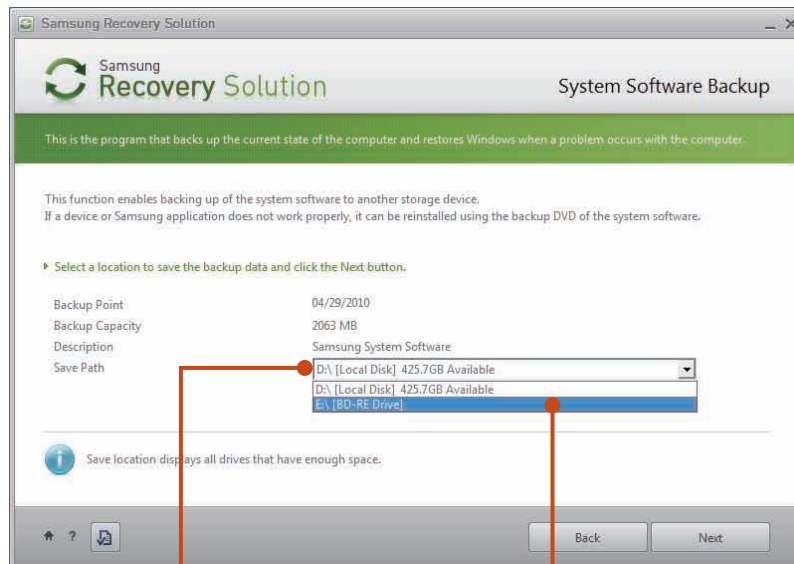 Samsung Recovery Solution
Samsung
Recovery Solution
System Software Backup
This is the program that backs up the current state of the computer and restores Windows when a problem occurs with the computer.
This function enables backing up of the system software to another storage device.
If a device or Samsung application does not work properly, it can be reinstalled using the backup DVD of the system software.
Select a location to save the backup data and click the Next button.
Backup Point 04/29/2010
Backup Capacity 2063 MB
Description Samsung System Software
Save Path D:\ [Local Disk] 425.7GB Available
D:\ [Local Disk] 425.7GB Available
E:\ [BD-RE Drive]
Save location displays all drives that have enough space.
? Back Next